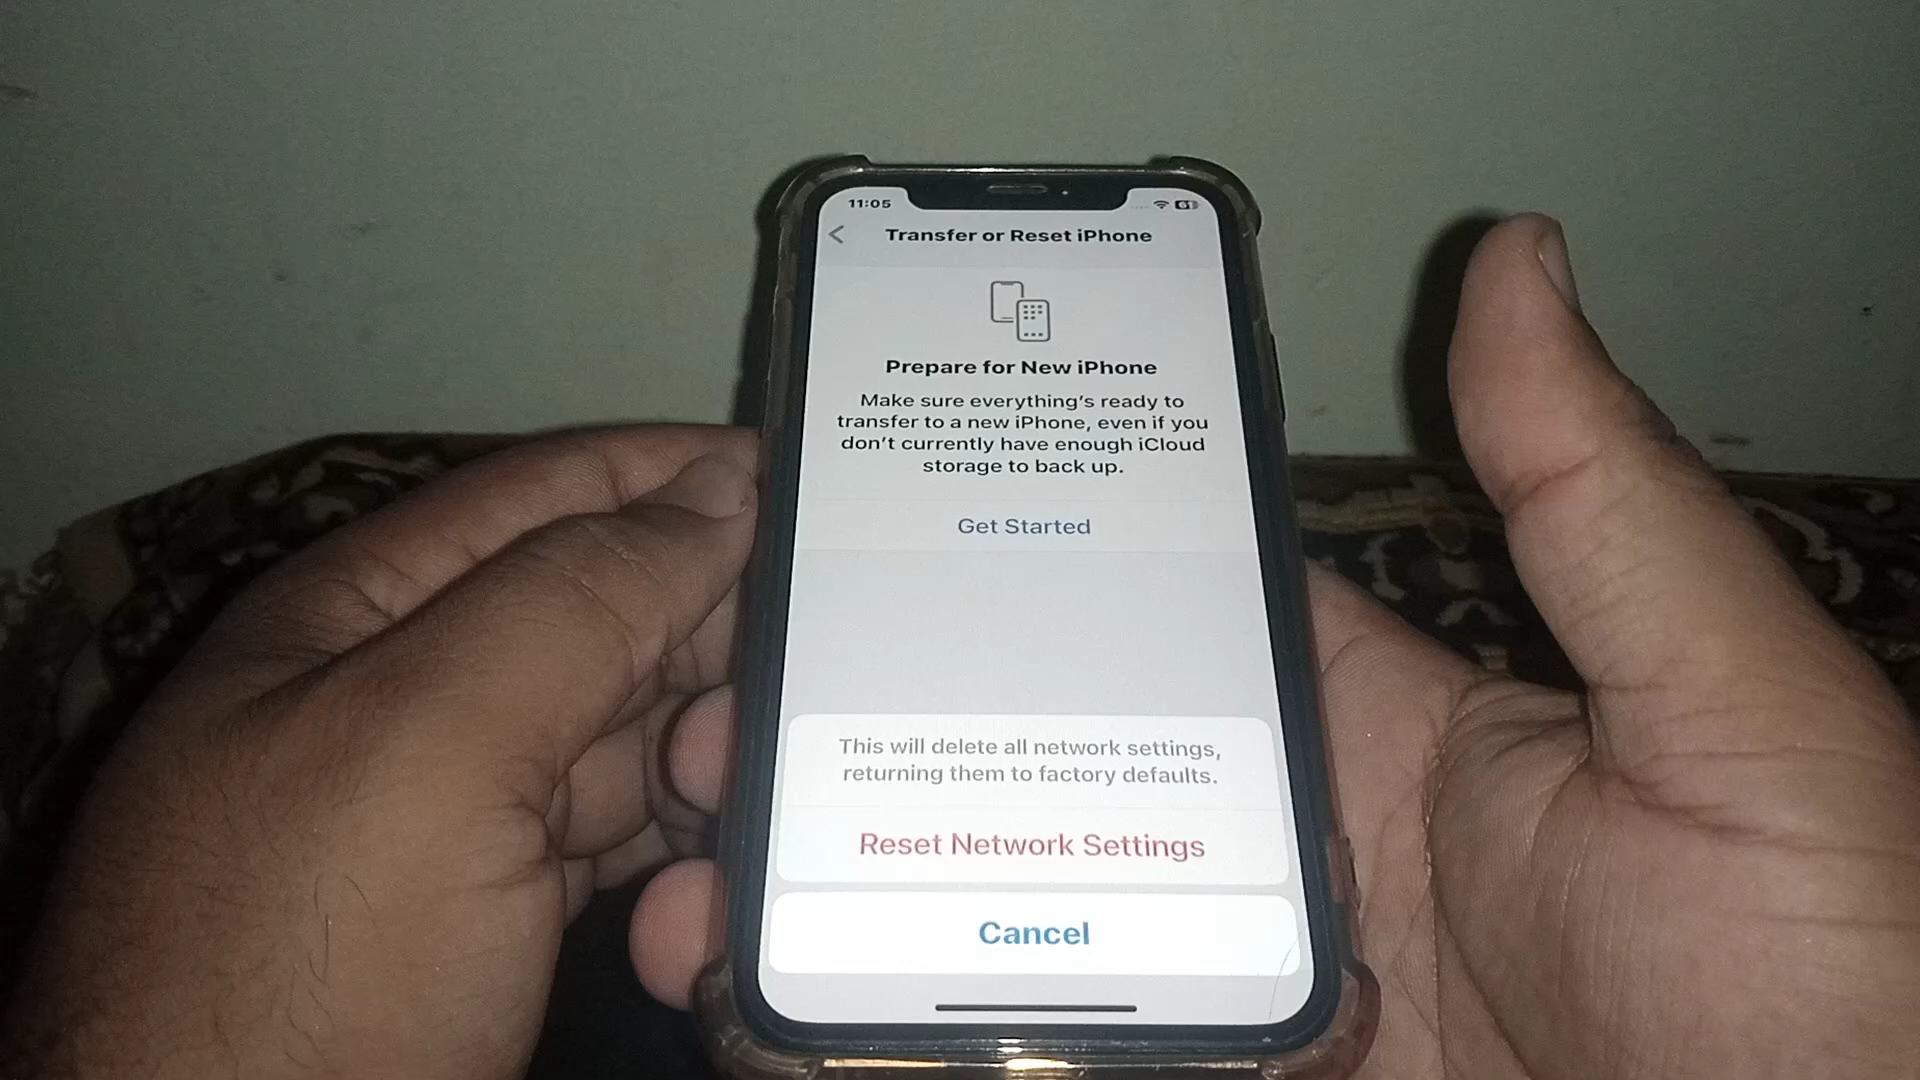 11:05
Transfer or Reset iPhone
Prepare for New iPhone
Make sure everything's ready to
transfer to a new iPhone, even if you
don't currently have enough iCloud
storage to back up.
Get Started
This will delete all network settings,
returning them to factory defaults.
Reset Network Settings
Cancel